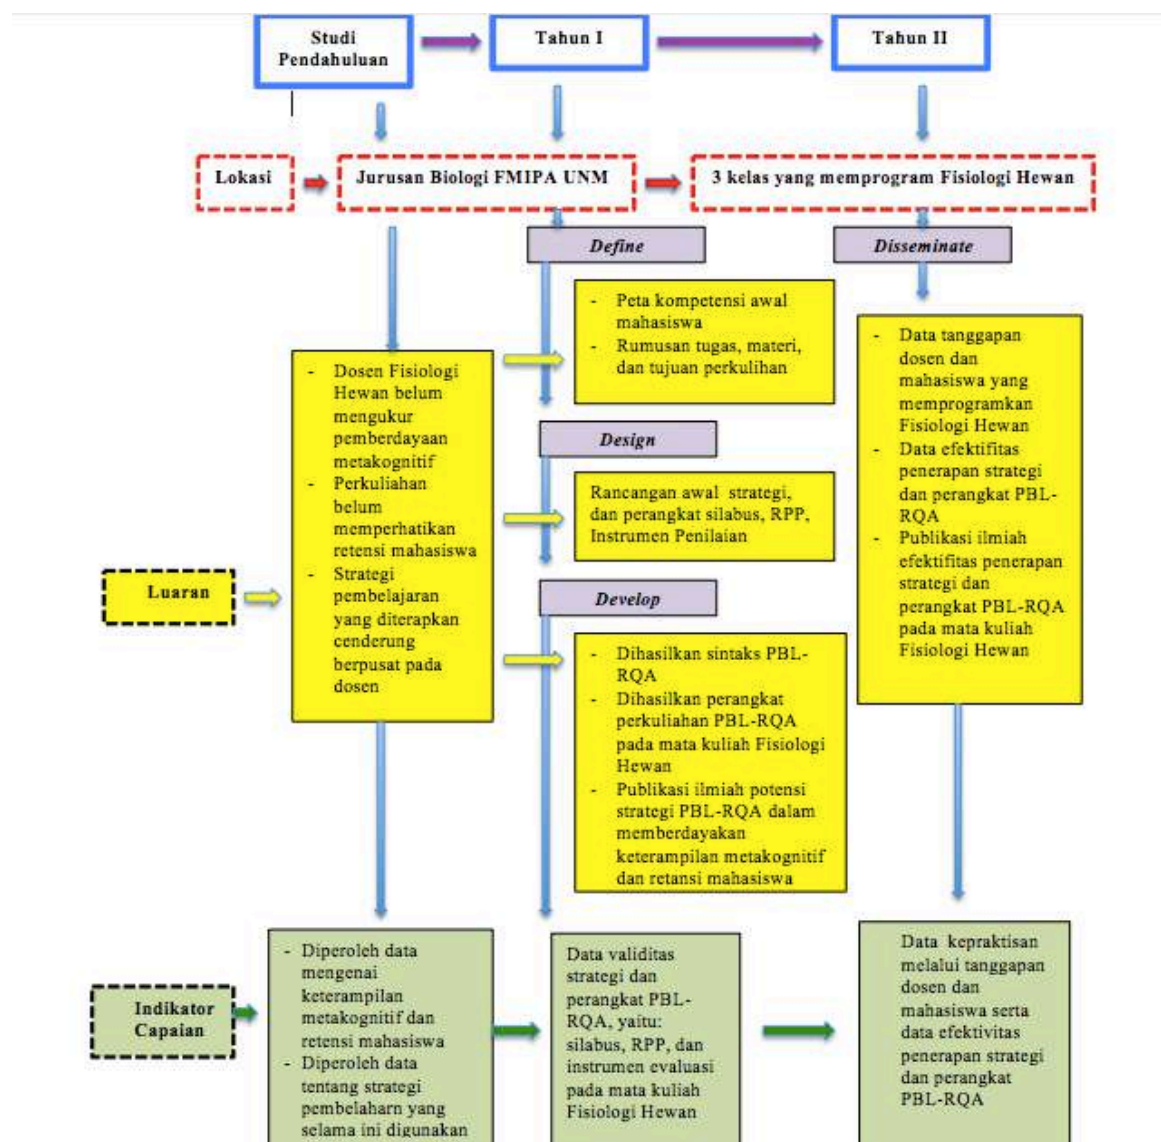 Studi
Pendahuluan
Tahun I
Tahun II
Lokasi
Jurusan Biologi FMIPA UNM
3 kelas yang memprogram Fisiologi Hewan
Define
Disseminate
- Peta kompetensi awal
mahasiswa
- Rumusan tugas, materi,
dan tujuan perkulihan
- Dosen Fisiologi
Hewan belum
mengukur
pemberdayaan
metakognitif
- Perkuliahan
belum
memperhatikan
retensi mahasiswa
- Strategi
pembelajaran
yang diterapkan
cenderung
berpusat pada
dosen
- Data tanggapan
dosen dan
mahasiswa yang
memprogramkan
Fisiologi Hewan
- Data efektifitas
penerapan strategi
dan perangkat PBL-
RQA
- Publikasi ilmiah
efektifitas penerapan
strategi dan
perangkat PBL-RQA
pada mata kuliah
Fisiologi Hewan
Design
Rancangan awal strategi,
dan perangkat silabus, RPP,
Instrumen Penilaian
Luaran
Develop
- Dihasilkan sintaks PBL-
RQA
- Dihasilkan perangkat
perkuliahan PBL-RQA
pada mata kuliah Fisiologi
Hewan
- Publikasi ilmiah potensi
strategi PBL-RQA dalam
memberdayakan
keterampilan metakognitif
dan retansi mahasiswa
Indikator
Capaian
- Diperoleh data
mengenai
keterampilan
metakognitif dan
retensi mahasiswa
- Diperoleh data
tentang strategi
pembelaharn yang
selama ini digunakan
Data validitas
strategi dan
perangkat PBL-
RQA, yaitu:
silabus, RPP, dan
instrumen evaluasi
pada mata kuliah
Fisiologi Hewan
Data kepraktisan
melalui tanggapan
dosen dan
mahasiswa serta
data efektivitas
penerapan strategi
dan perangkat
PBL-RQA